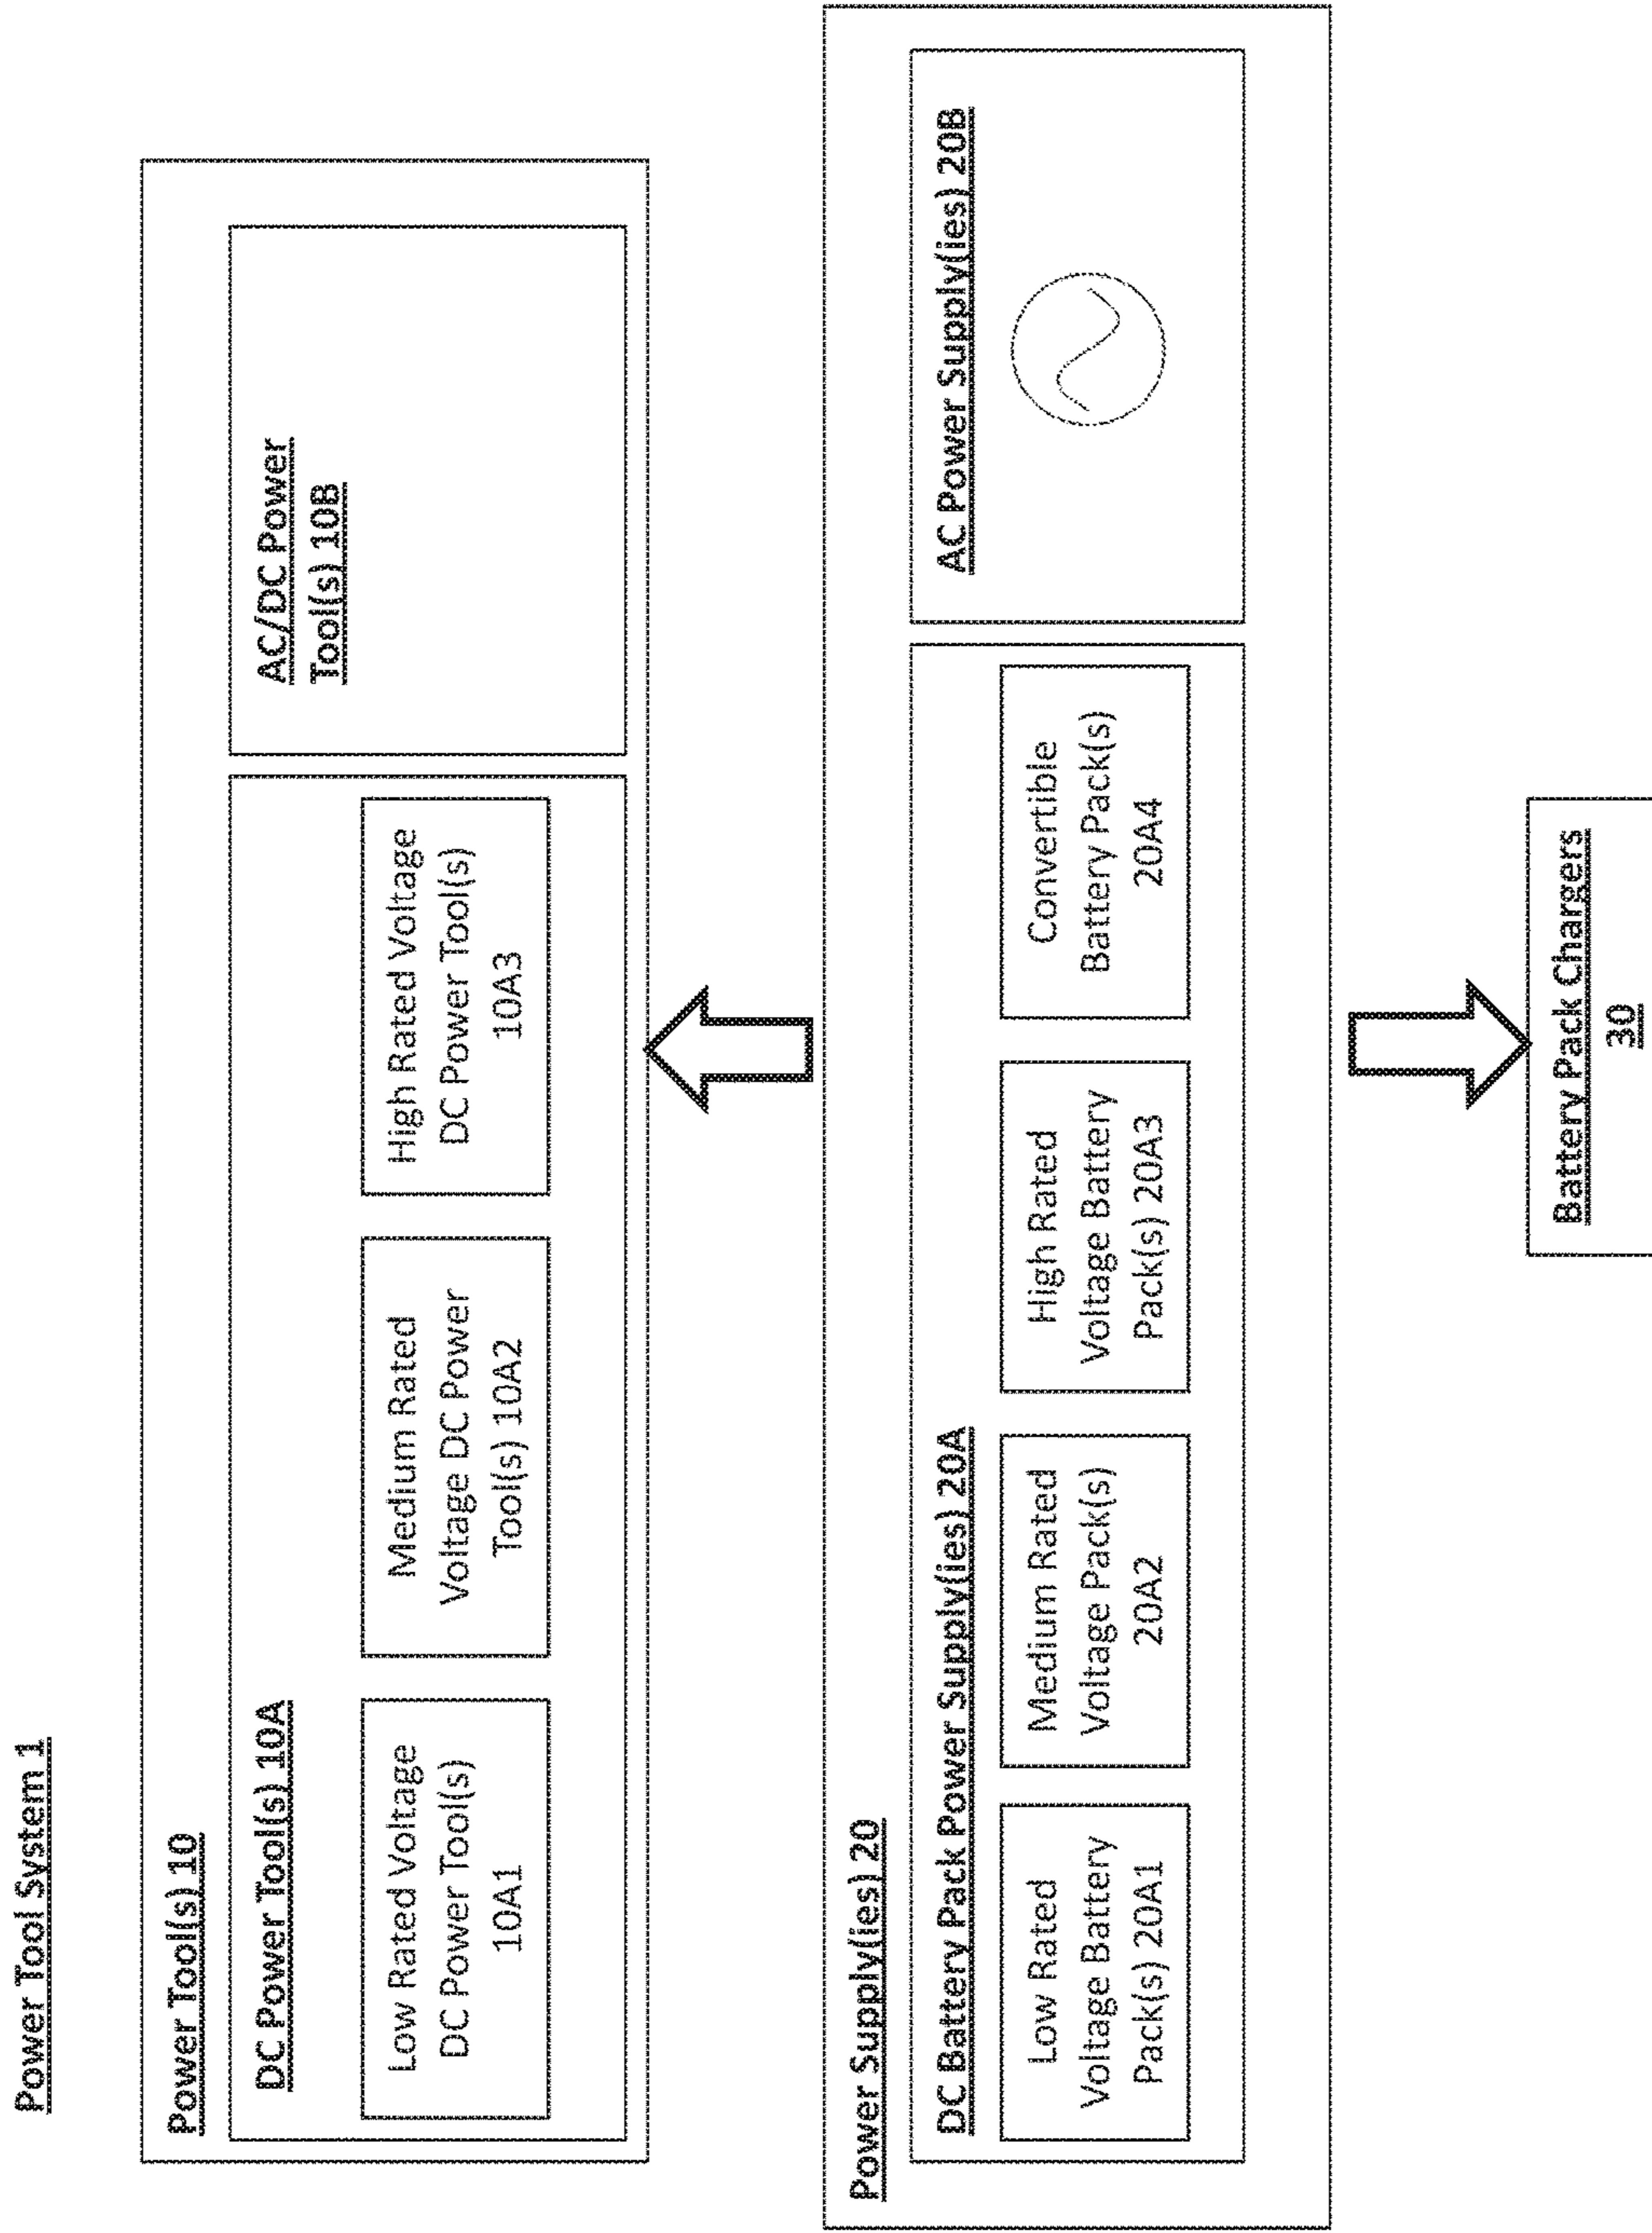 Power Tool System 1
Power Tool(s) 10
DC Power Tool(s) 10A
Low Rated Voltage
DC Power Tool(s)
10A1
Medium Rated
Voltage DC Power
Tool(s) 10A2
High Rated Voltage
DC Power Tool(s)
10A3
AC/DC Power
Tool(s) 10B
Power Supply(ies) 20
DC Battery Pack Power Supply(ies) 20A
Low Rated
Voltage Battery
Pack(s) 20A1
Medium Rated
Voltage Pack(s)
20A2
High Rated
Voltage Battery
Pack(s) 20A3
Convertible
Battery Pack(s)
20A4
AC Power Supply(ies) 20B
Battery Pack Chargers
30